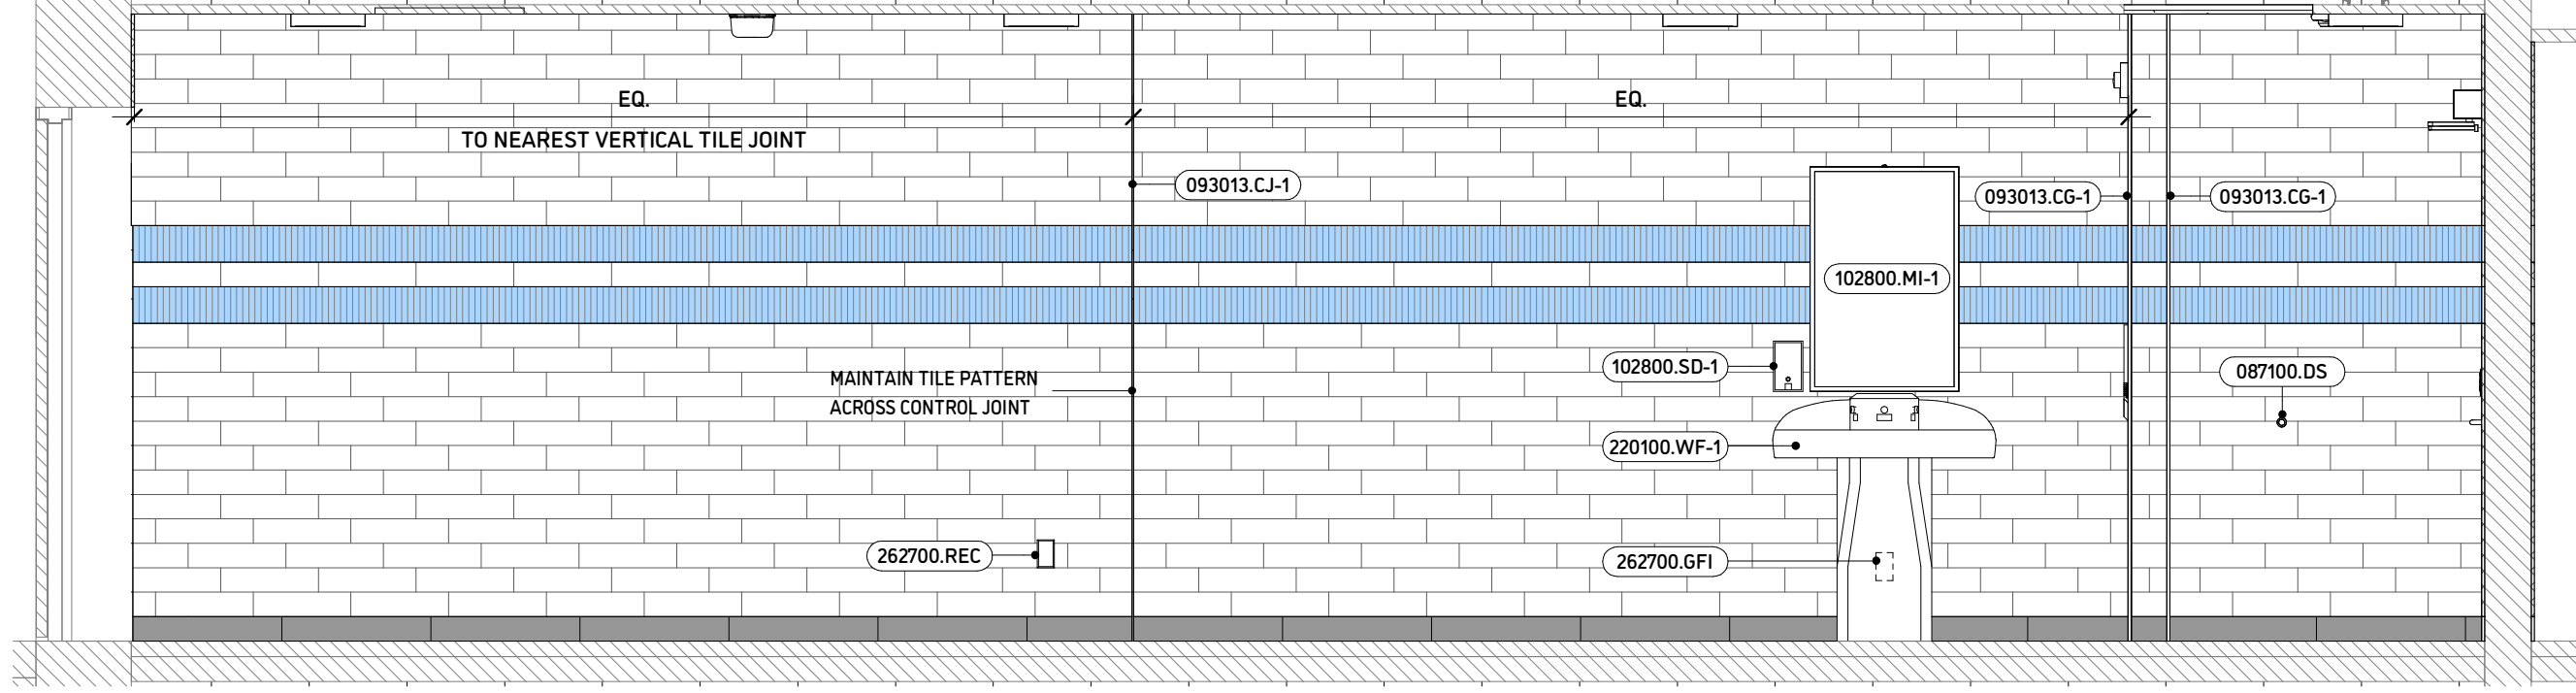 EQ.
EQ.
TO NEAREST VERTICAL TILE JOINT
093013.CJ-1
093013.CG-1
093013.CG-1
102800.MI-1
102800.SD-1
087100.DS
MAINTAIN TILE PATTERN
ACROSS CONTROL JOINT
220100.WF-1
262700.REC
262700.GFI